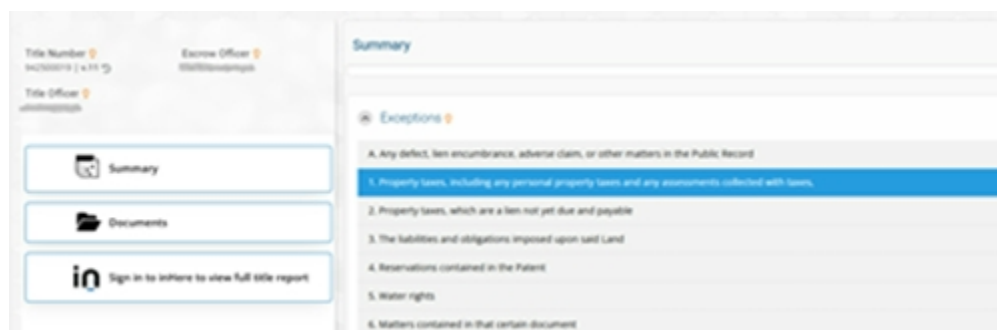 Title Number
Escrow Officer
Title Officer
Summary
Documents
in Sign in to inHere to view full title report
Summary
Exceptions
A. Any defect, lien encumbrance, adverse claim, or other matters in the Public Record
1. Property taxes, including any personal property taxes and any assessments collected with taxes,
2. Property taxes, which are a lien not yet due and payable
3. The liabilities and obligations imposed upon said Land
4. Reservations contained in the Patent
5. Water rights
6. Matters contained in that certain document